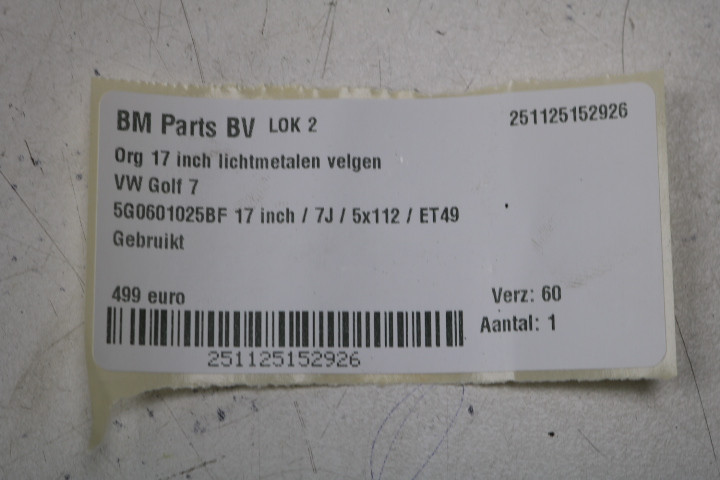 BM Parts BV LOK 2 251125152926
Org 17 inch lichtmetalen velgen
VW Golf 7
5G0601025BF 17 inch / 7J / 5x112 / ET49
Gebruikt
499 euro Verz: 60
Aantal: 1
251125152926